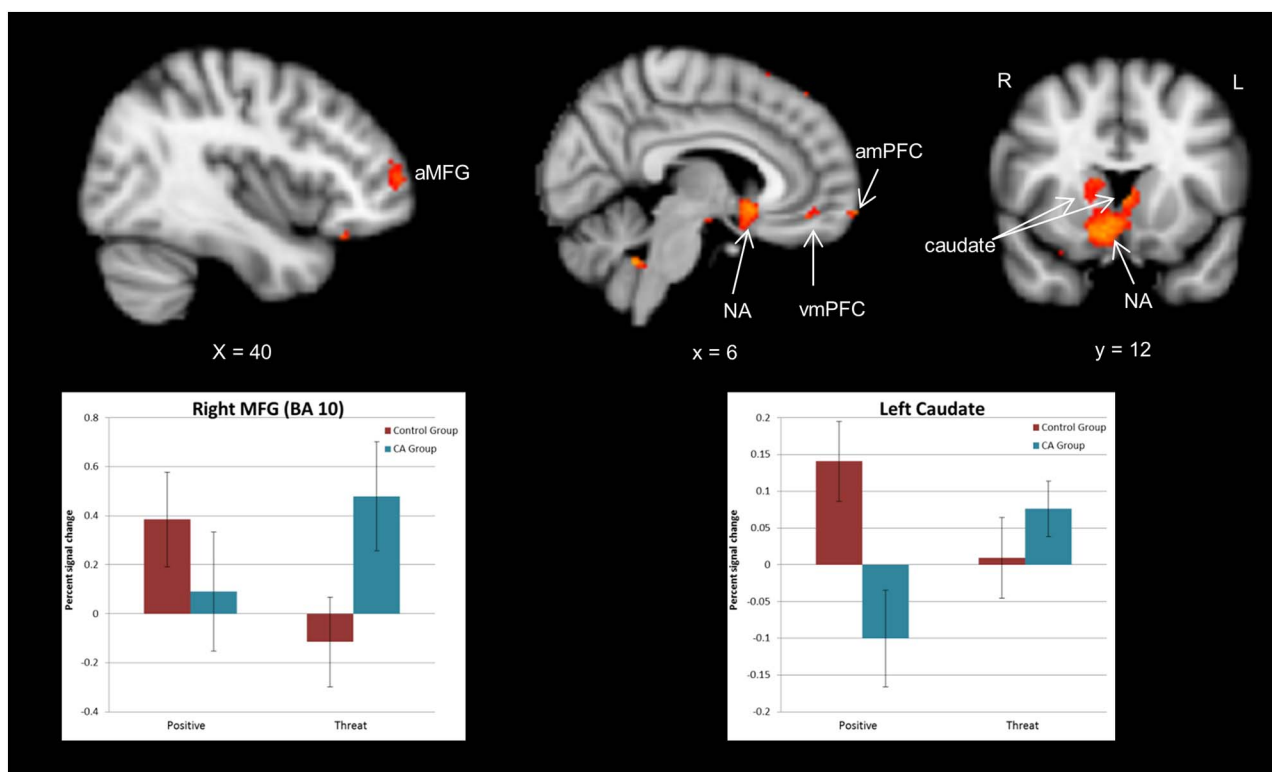 R
L
aMFG
amPFC
caudate
NA
vmPFC
NA
X = 40
x = 6
y = 12
Right MFG (BA 10)
Control Group
CA Group
Percent signal change
0.8
0.6
0.4
0.2
0
-0.2
-0.4
Positive
Threat
Left Caudate
Control Group
CA Group
Percent signal change
0.2
0.15
0.1
0.05
0
-0.05
-0.1
-0.15
-0.2
Positive
Threat